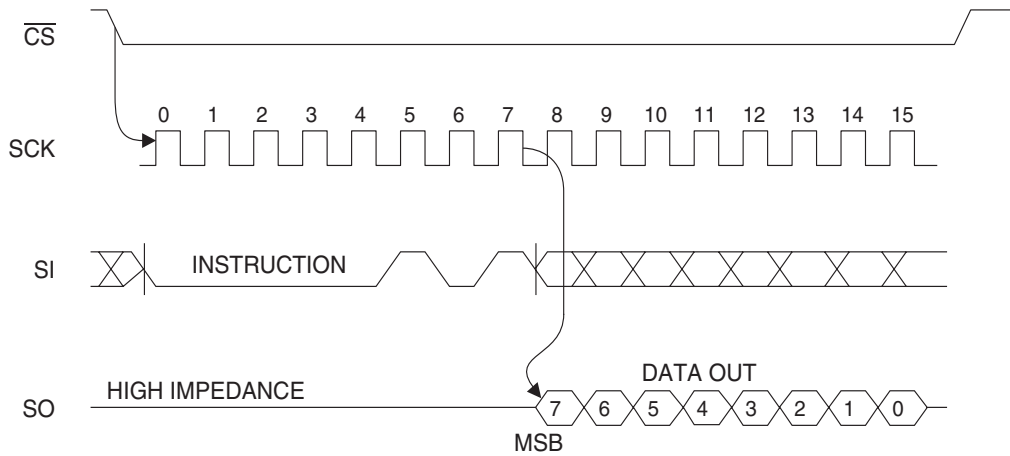 CS
0 1 2 3 4 5 6 7 8 9 10 11 12 13 14 15
SCK
SI
INSTRUCTION
HIGH IMPEDANCE
DATA OUT
SO
7 6 5 4 3 2 1 0
MSB